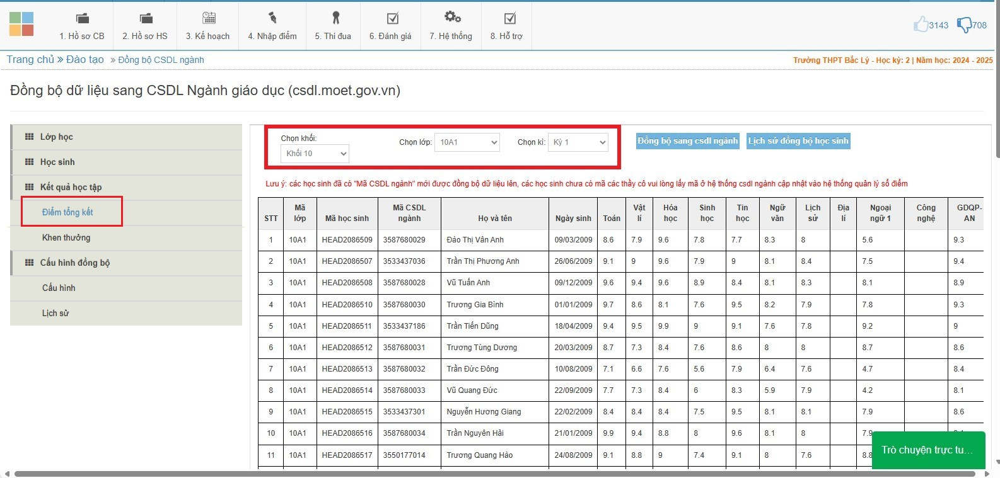 1. Hồ sơ CB
2. Hồ sơ HS
3. Kế hoạch
4. Nhập điểm
5. Thi đua
6. Đánh giá
7. Hệ thống
8. Hỗ trợ
3143
708
Trang chủ » Đào tạo » Đồng bộ CSDL ngành
Trường THPT Bắc Lý - Học kỳ: 2 | Năm học: 2024 - 2025
Đồng bộ dữ liệu sang CSDL Ngành giáo dục (csdl.moet.gov.vn)
Lớp học
Học sinh
Kết quả học tập
Điểm tổng kết
Khen thưởng
Cấu hình đồng bộ
Cấu hình
Lịch sử
Chọn khối:
Khối 10
Chọn lớp: 10A1
Chọn kì: Kỳ 1
Đồng bộ sang csdl ngành
Lịch sử đồng bộ học sinh
Lưu ý: các học sinh đã có "Mã CSDL ngành" mới được đồng bộ dữ liệu lên, các học sinh chưa có mã các thầy cô vui lòng lấy mã ở hệ thống csdl ngành cập nhật vào hệ thống quản lý sổ điểm
STT Mã lớp Mã học sinh Mã CSDL ngành Họ và tên Ngày sinh Toán Vật lí Hóa học Sinh học Tin học Ngữ văn Lịch sử Địa lí Ngoại ngữ 1 Công nghệ GDQP-AN
1 10A1 HEAD2086509 3587680029 Đào Thị Vân Anh 09/03/2009 8.6 7.9 9.6 7.8 7.7 8.3 8 5.6 9.3
2 10A1 HEAD2086507 3533437036 Trần Thị Phương Anh 26/06/2009 9.1 9 9.6 7.9 9 8.1 8.4 7.5 9.4
3 10A1 HEAD2086508 3587680028 Vũ Tuấn Anh 09/12/2009 9.6 9.4 9.6 8.9 8.4 8.1 8.3 8.1 8.9
4 10A1 HEAD2086510 3587680030 Trương Gia Bình 01/01/2009 9.7 8.6 8.1 7.6 9.5 8.2 7.9 7.8 9.3
5 10A1 HEAD2086511 3533437186 Trần Tiến Dũng 18/04/2009 9.4 9.5 9.9 9 9.1 7.6 7.8 9.2 9
6 10A1 HEAD2086512 3587680031 Trương Tùng Dương 20/03/2009 8.7 7.3 8.4 7.6 8.6 8 8 8.7 8.6
7 10A1 HEAD2086513 3587680032 Trần Đức Đông 10/08/2009 7.1 6.6 7.6 5.6 7.9 6.4 7.6 4.7 8.4
8 10A1 HEAD2086514 3587680033 Vũ Quang Đức 22/09/2009 7.7 7.3 8.4 6 8.3 5.9 7.9 4.2 8.1
9 10A1 HEAD2086515 3533437301 Nguyễn Hương Giang 22/02/2009 8.4 8.4 8.4 7.5 9.5 8.1 8.1 7.9 8.6
10 10A1 HEAD2086516 3587680034 Trần Nguyên Hải 21/01/2009 9.9 9.4 8.8 8 9.6 8.1 8 7.9
11 10A1 HEAD2086517 3550177014 Trương Quang Hảo 24/08/2009 9.1 8.8 9 7.4 9.1 8 7.6 8.8
Trò chuyện trực tu...